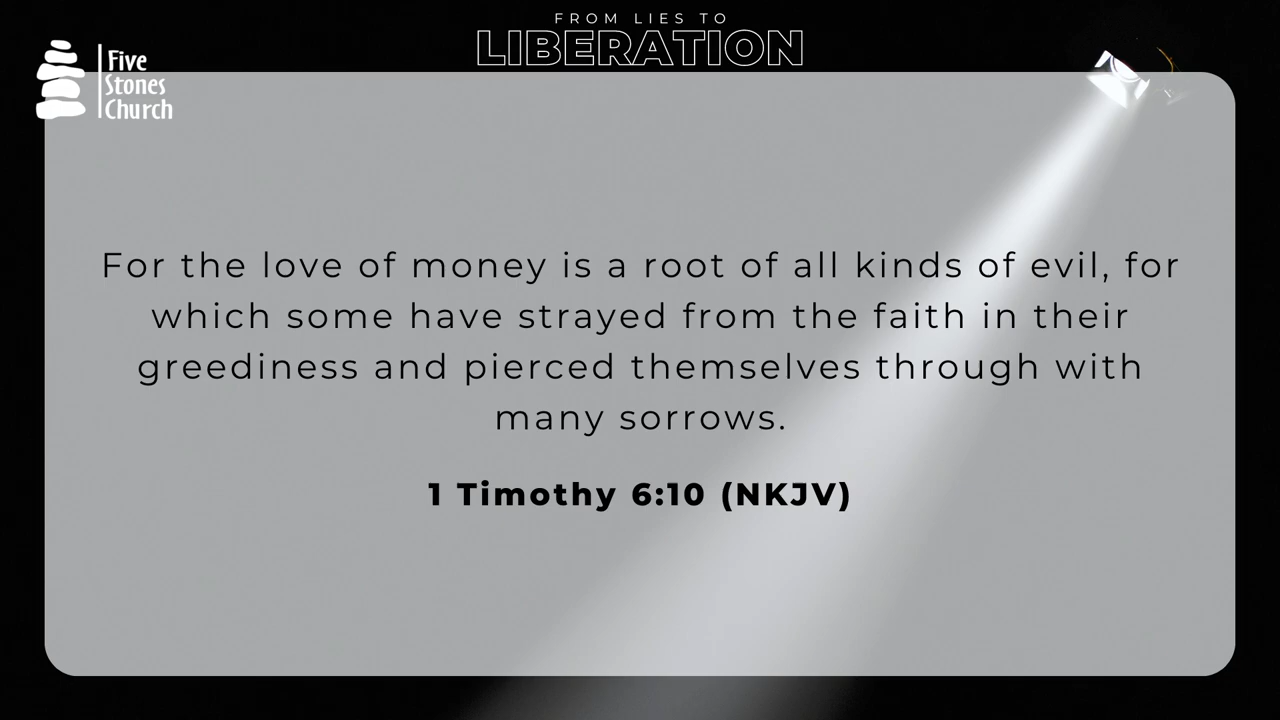 FROM LIES TO
LIBERATION
Five
Stones
Church
For the love of money is a root of all kinds of evil, for
which some have strayed from the faith in their
greediness and pierced themselves through with
many sorrows.
1 Timothy 6:10 (NKJV)